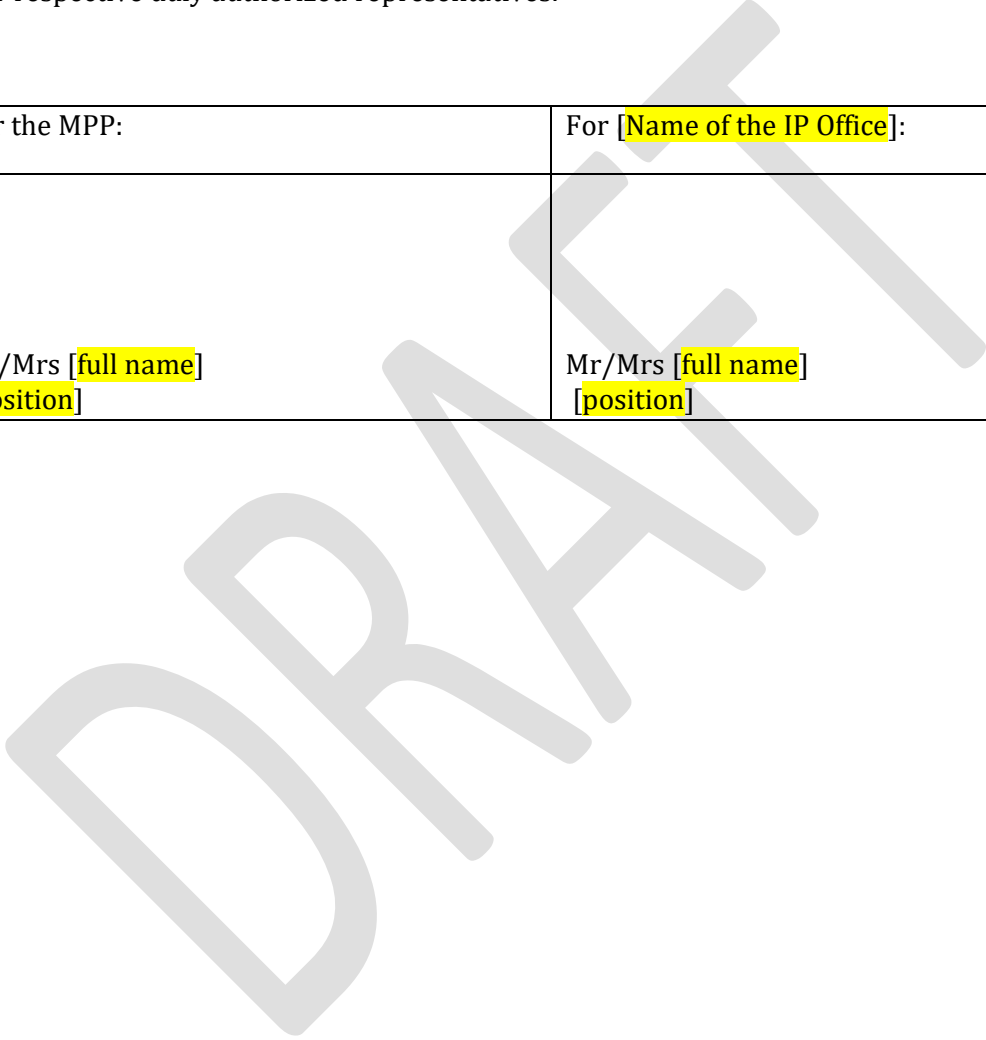 respective duly authorized representatives.
the MPP:
For [Name of the IP Office]:
/Mrs [full name]
Mr/Mrs [full name]
]
[position]
DRAFT